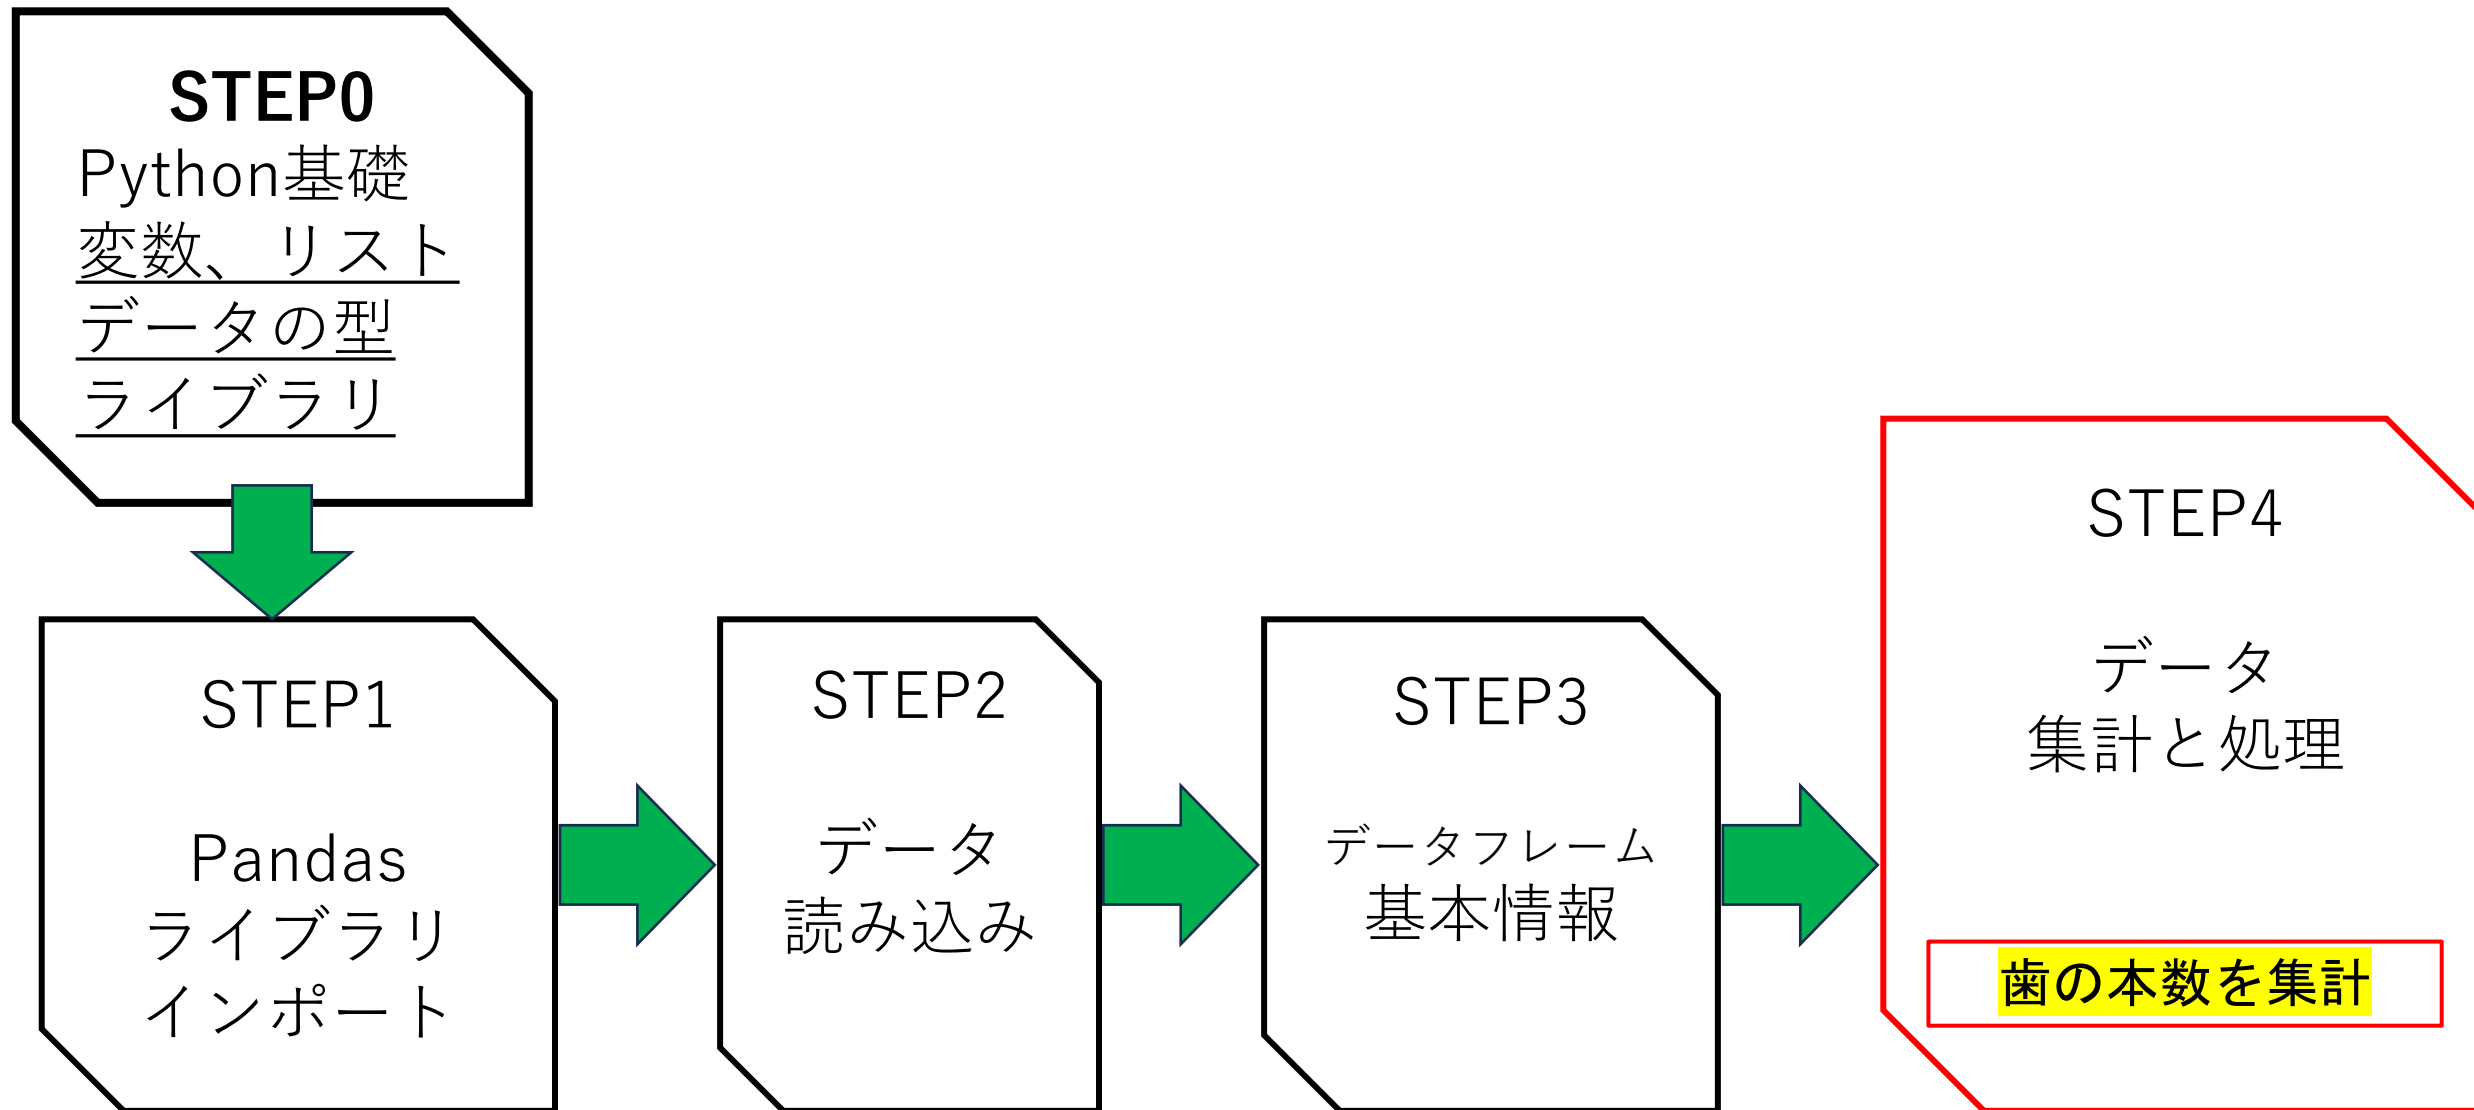 STEP0
Python基礎
変数、リスト
データの型
ライブラリ
STEP1
Pandas
ライブラリ
インポート
STEP2
データ
読み込み
STEP3
データフレーム
基本情報
STEP4
データ
集計と処理
歯の本数を集計